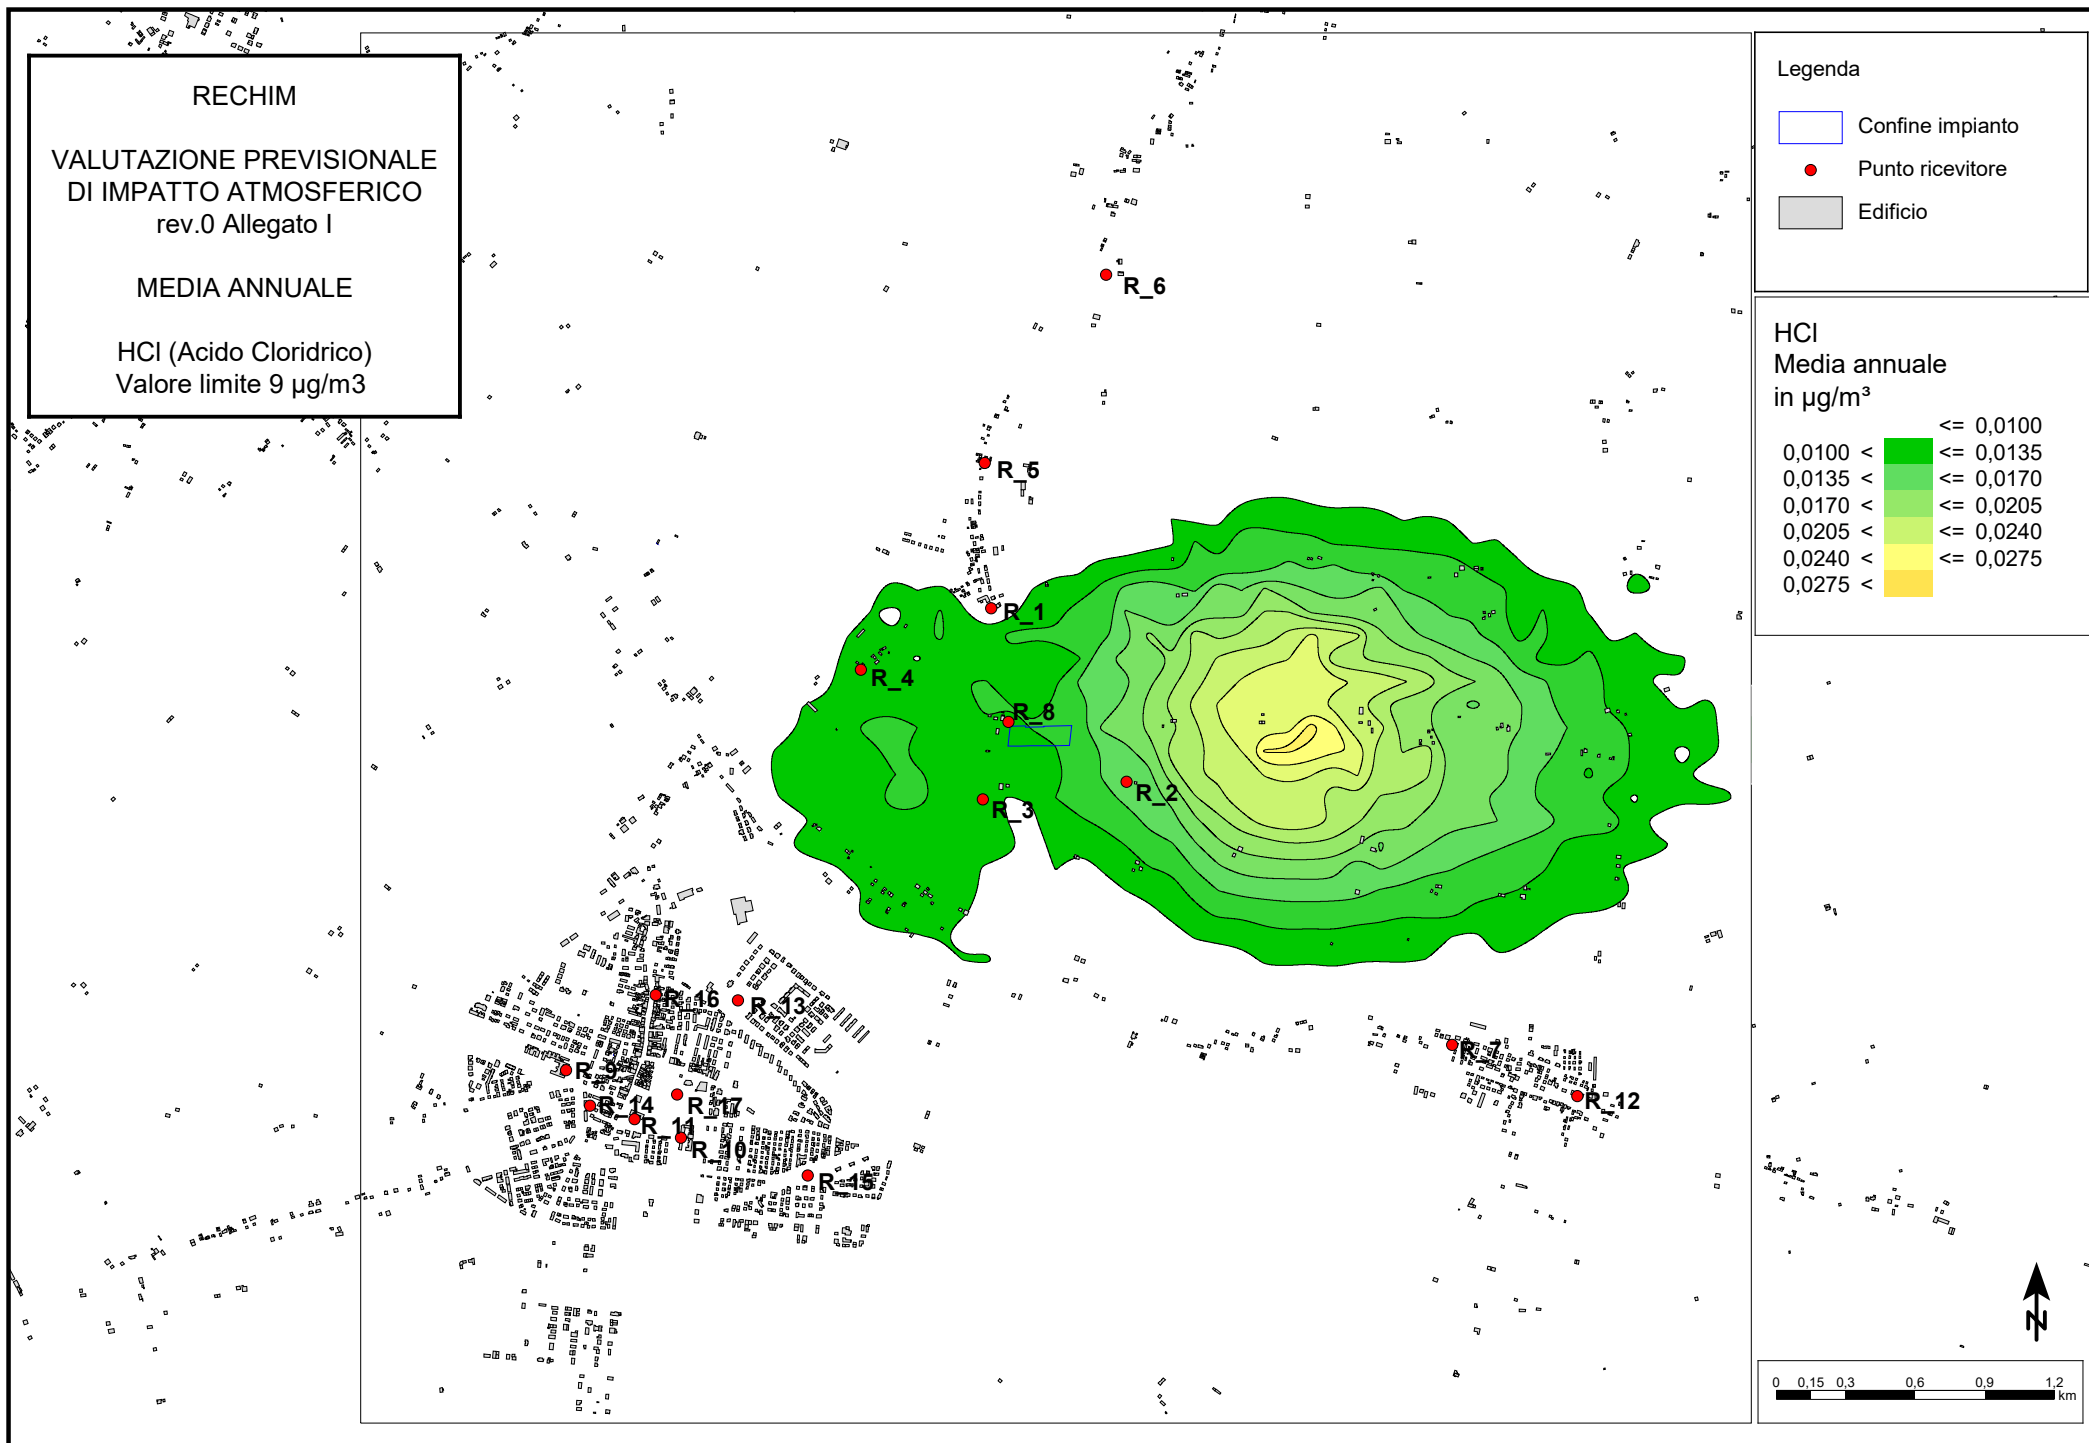 RECHIM
VALUTAZIONE PREVISIONALE
DI IMPATTO ATMOSFERICO
rev.0 Allegato I
MEDIA ANNUALE
HCl (Acido Cloridrico)
Valore limite 9 µg/m3
Legenda
Confine impianto
Punto ricevitore
Edificio
HCl
Media annuale
in µg/m³
<= 0,0100
0,0100 < <= 0,0135
0,0135 < <= 0,0170
0,0170 < <= 0,0205
0,0205 < <= 0,0240
0,0240 < <= 0,0275
0,0275 <
R_6
R_5
R_1
R_4
R_8
R_2
R_3
R_16
R_13
R_7
R_9
R_14
R_17
R_12
R_11
R_10
R_15
N
0 0,15 0,3 0,6 0,9 1,2
km